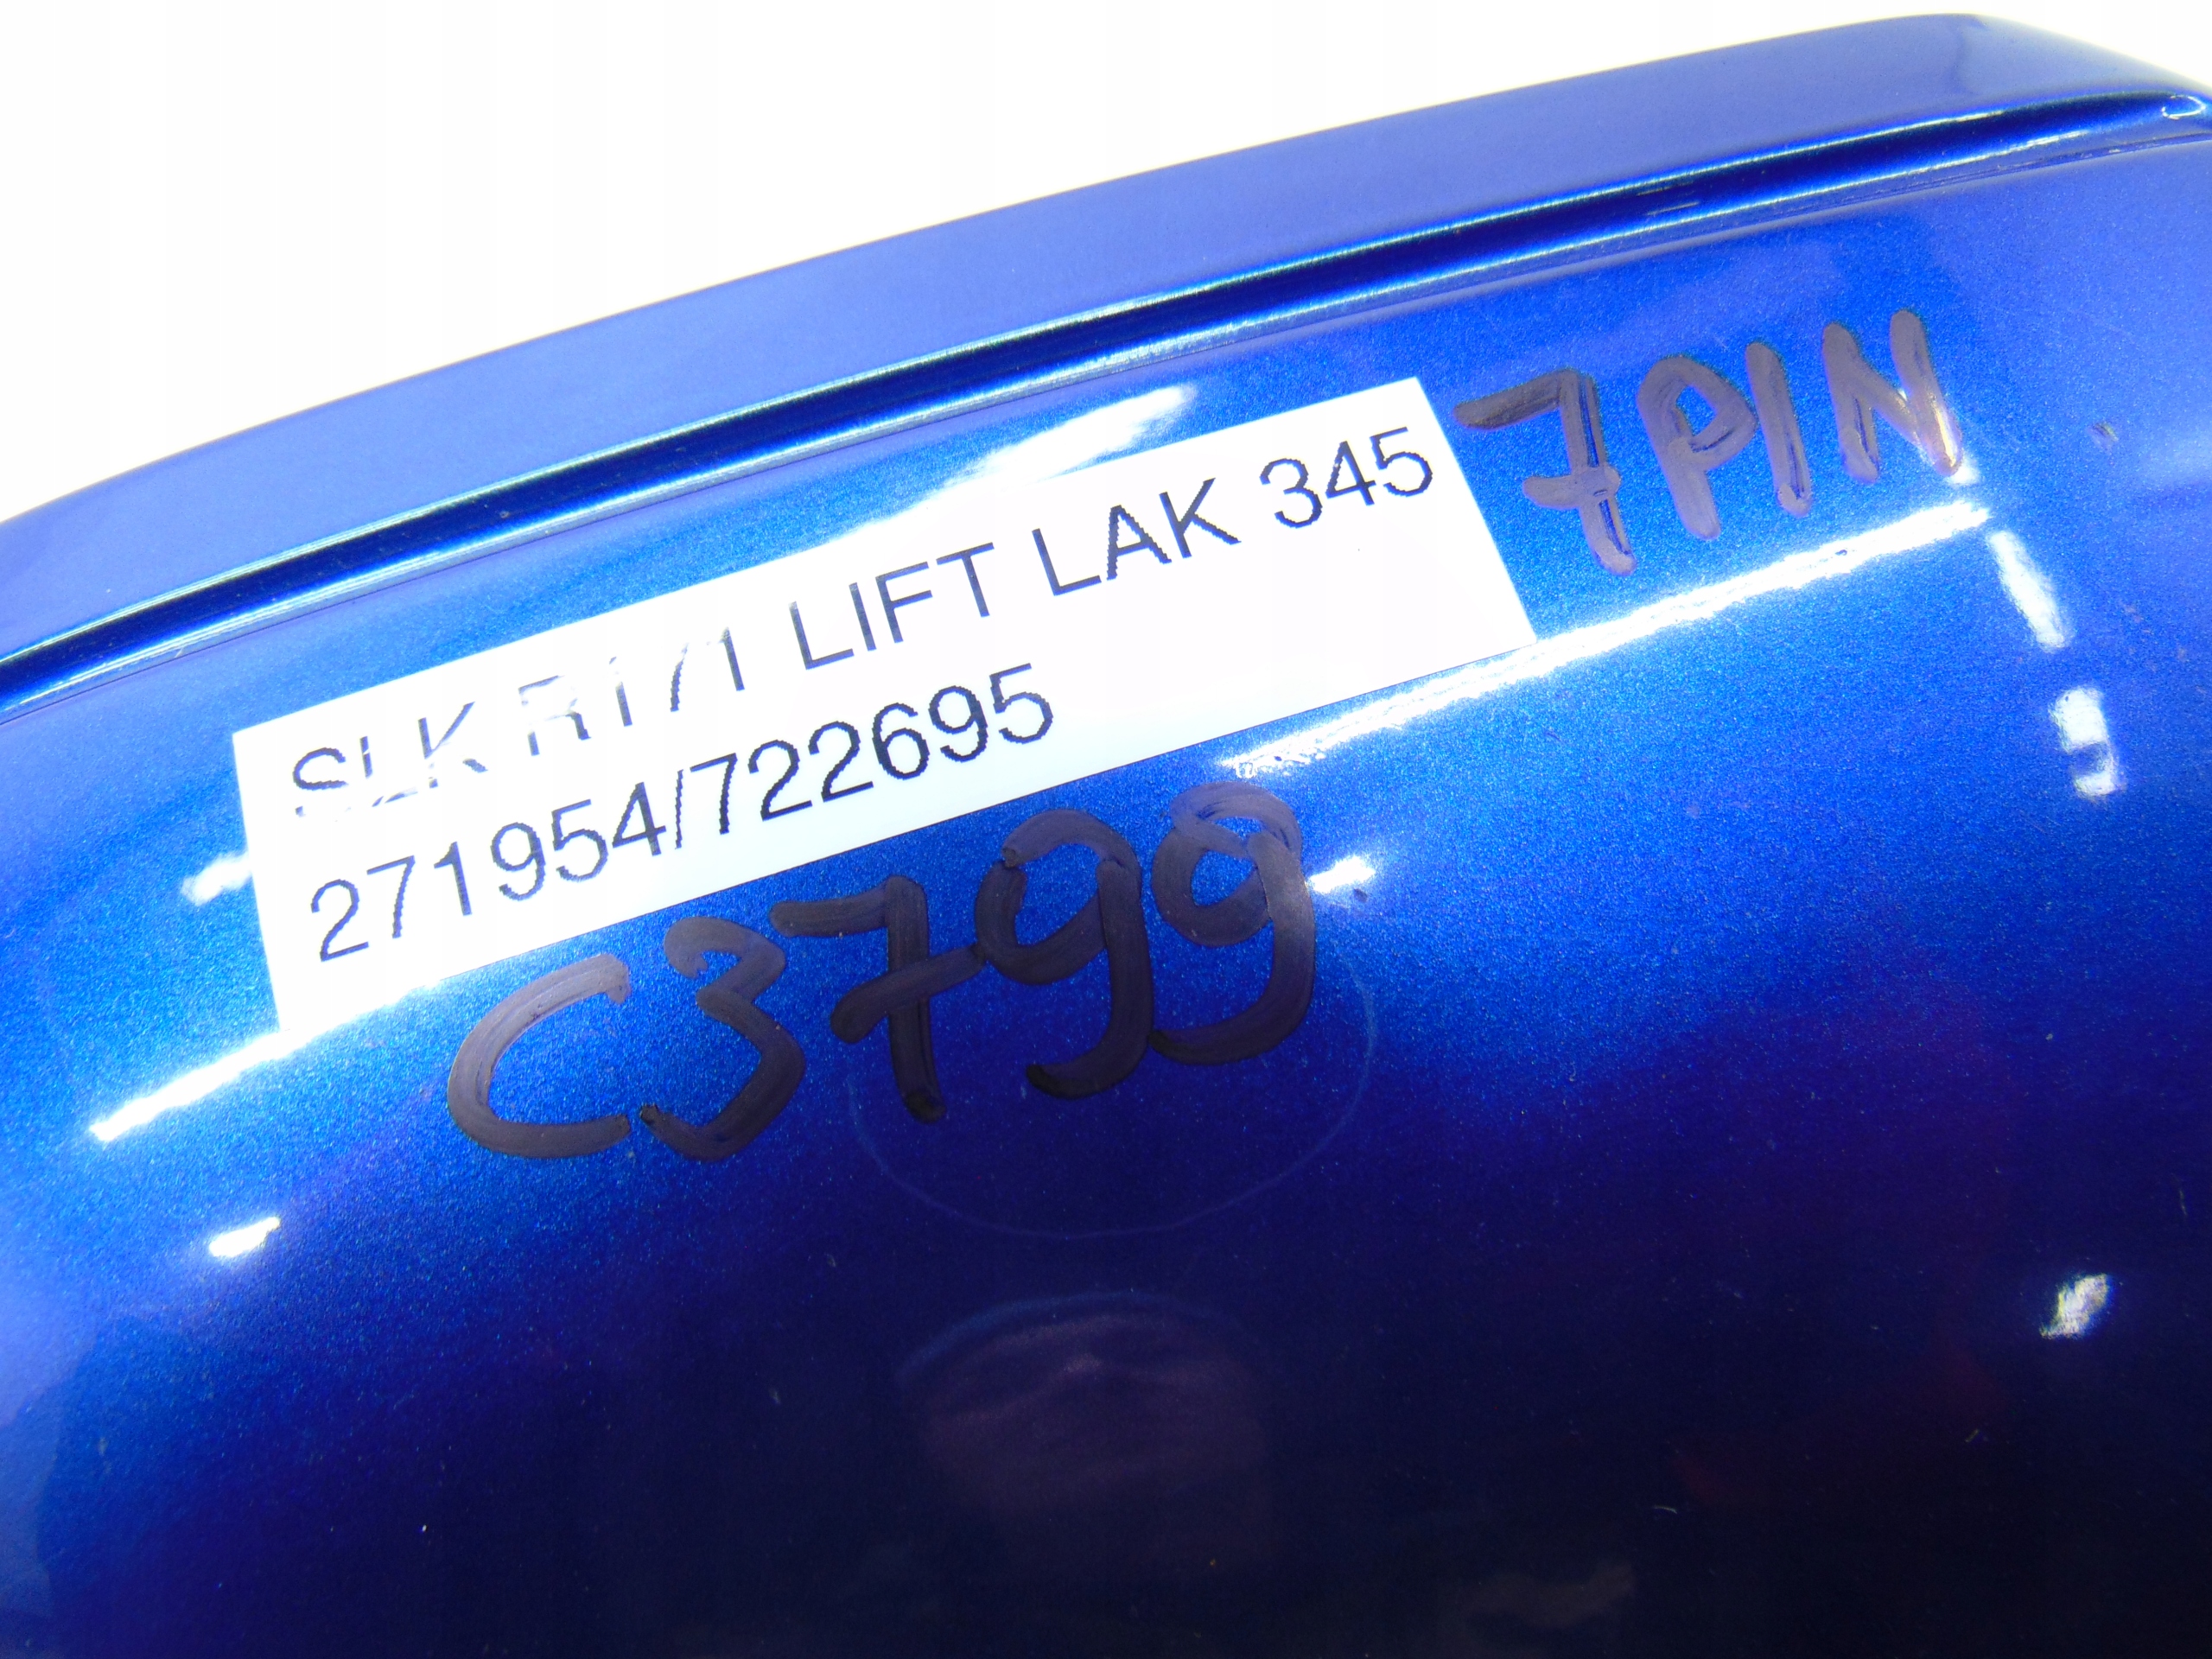 SLK R171 LIFT LAK 345
7PIN
271954/722695
C3799